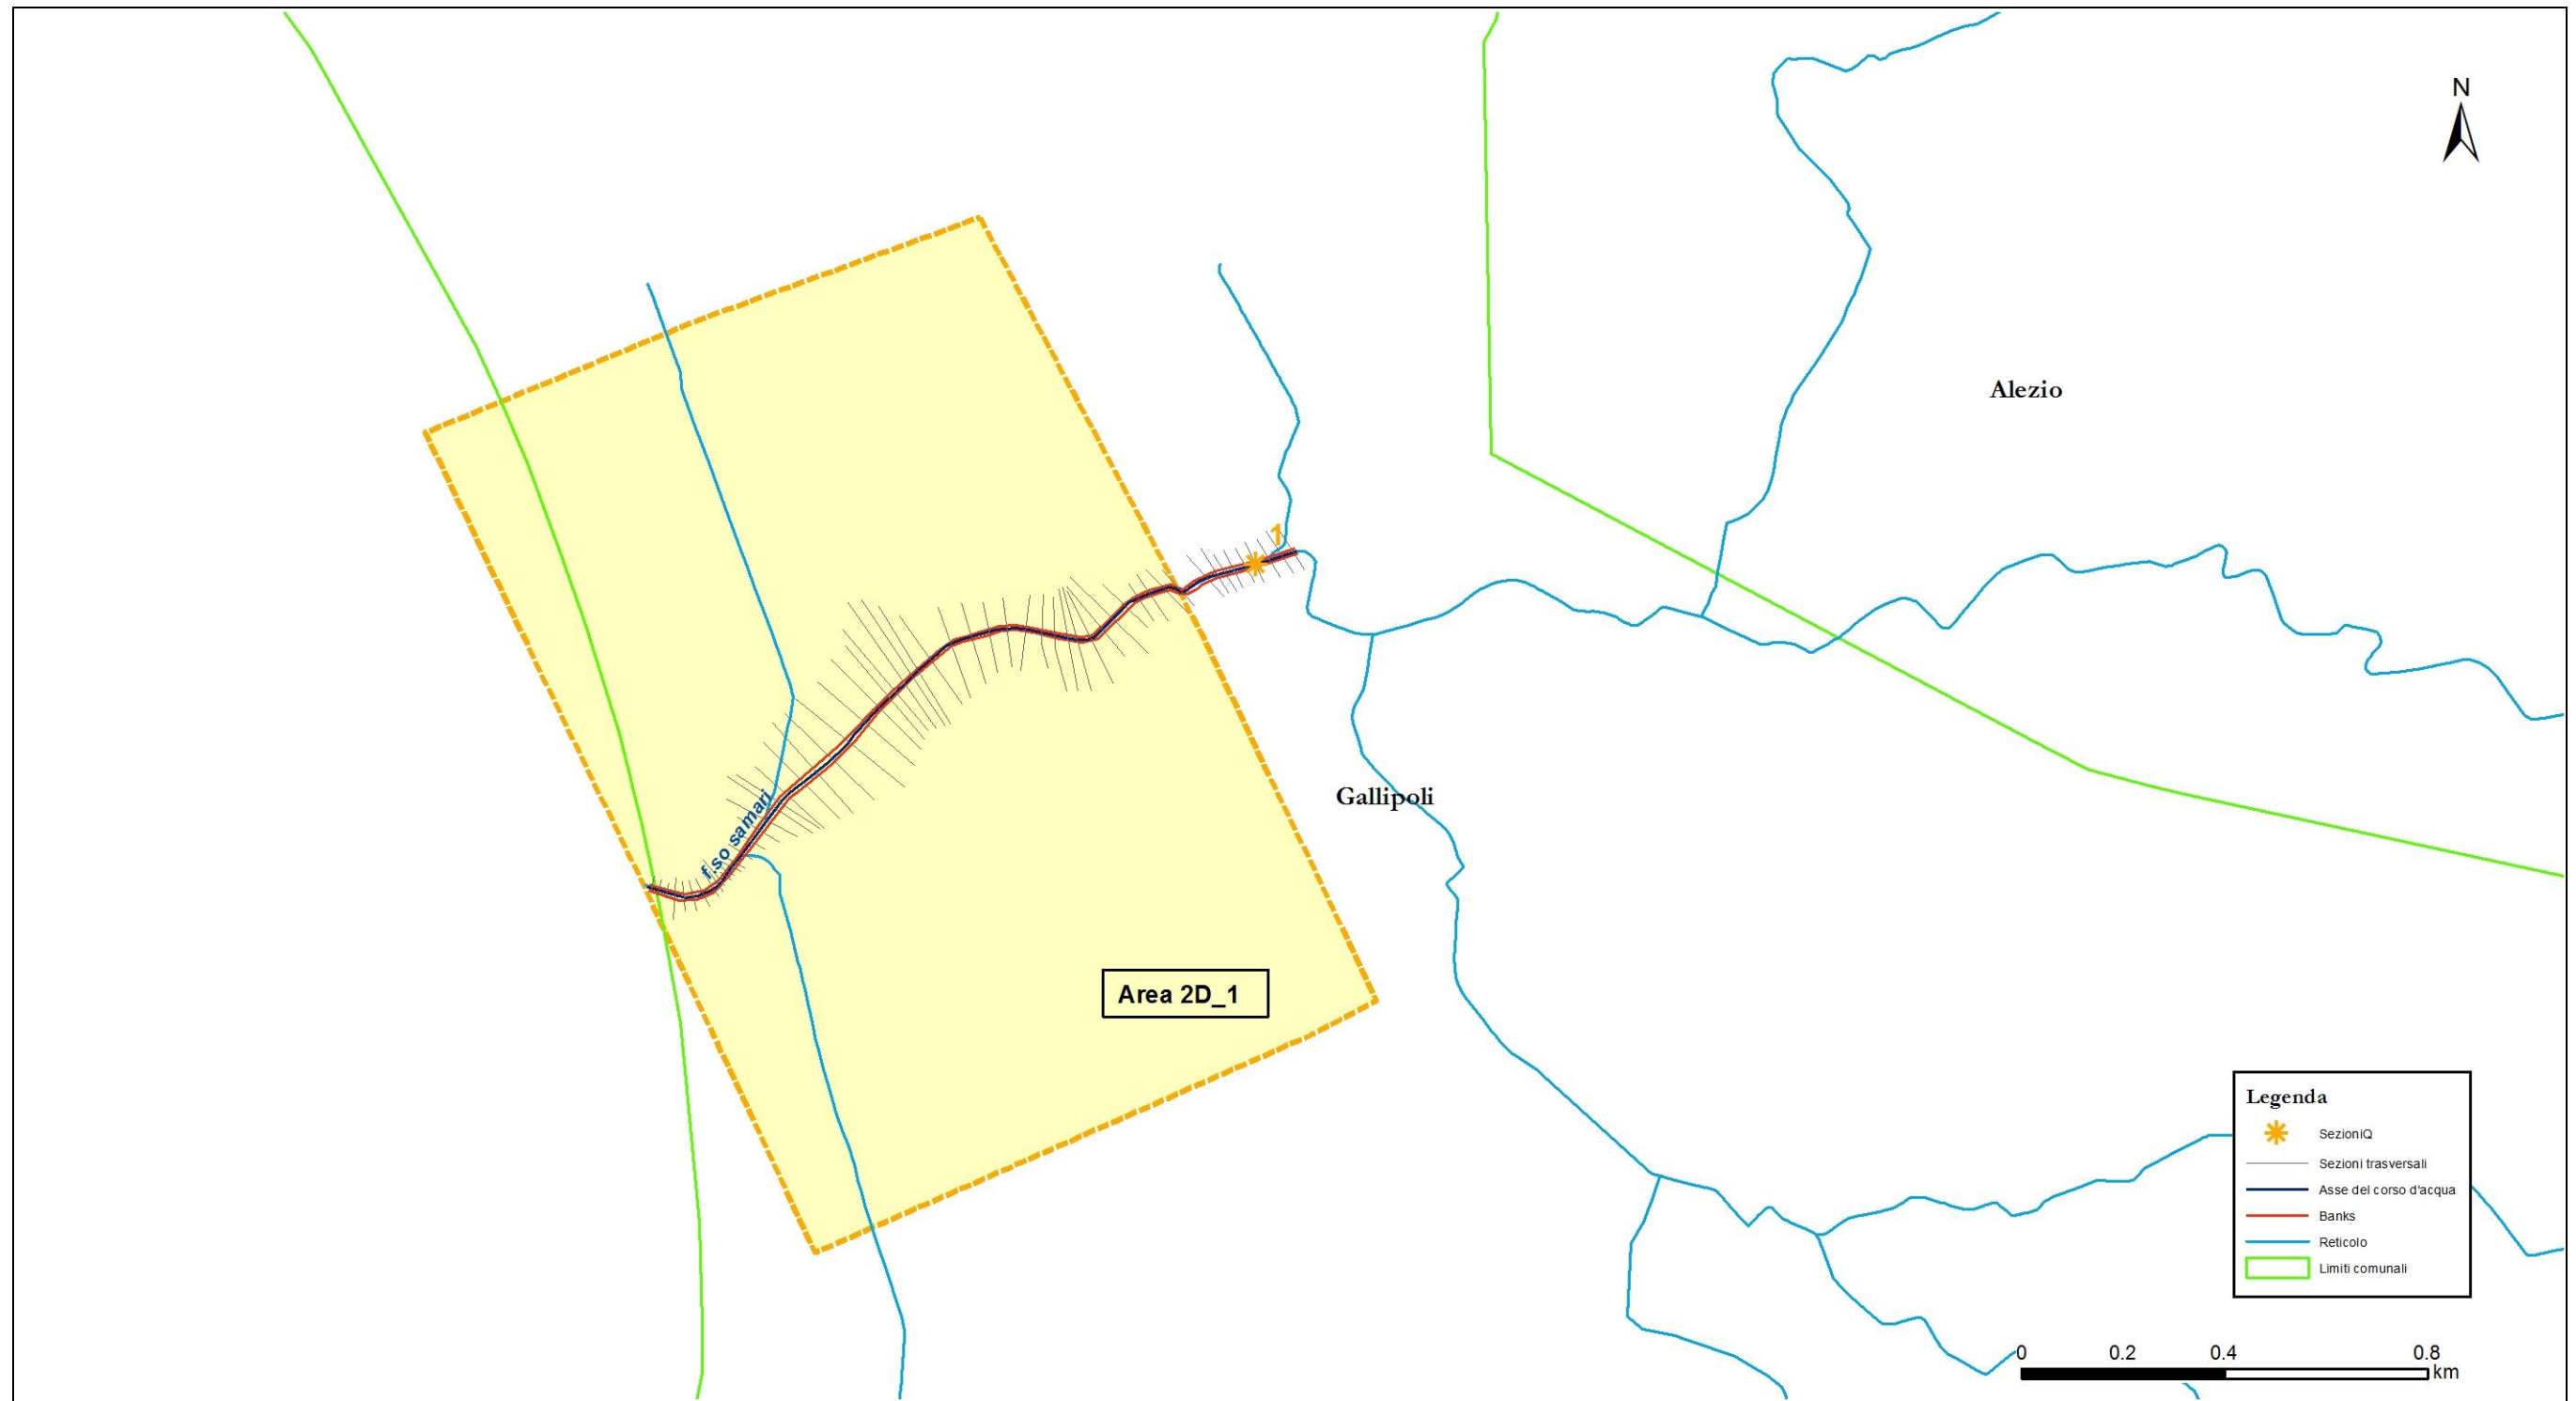 N
Alezio
1
Gallipoli
f.so samari
Area 2D_1
Legenda
SezioniQ
Sezioni trasversali
Asse del corso d'acqua
Banks
Reticolo
Limiti comunali
0 0.2 0.4 0.8
km